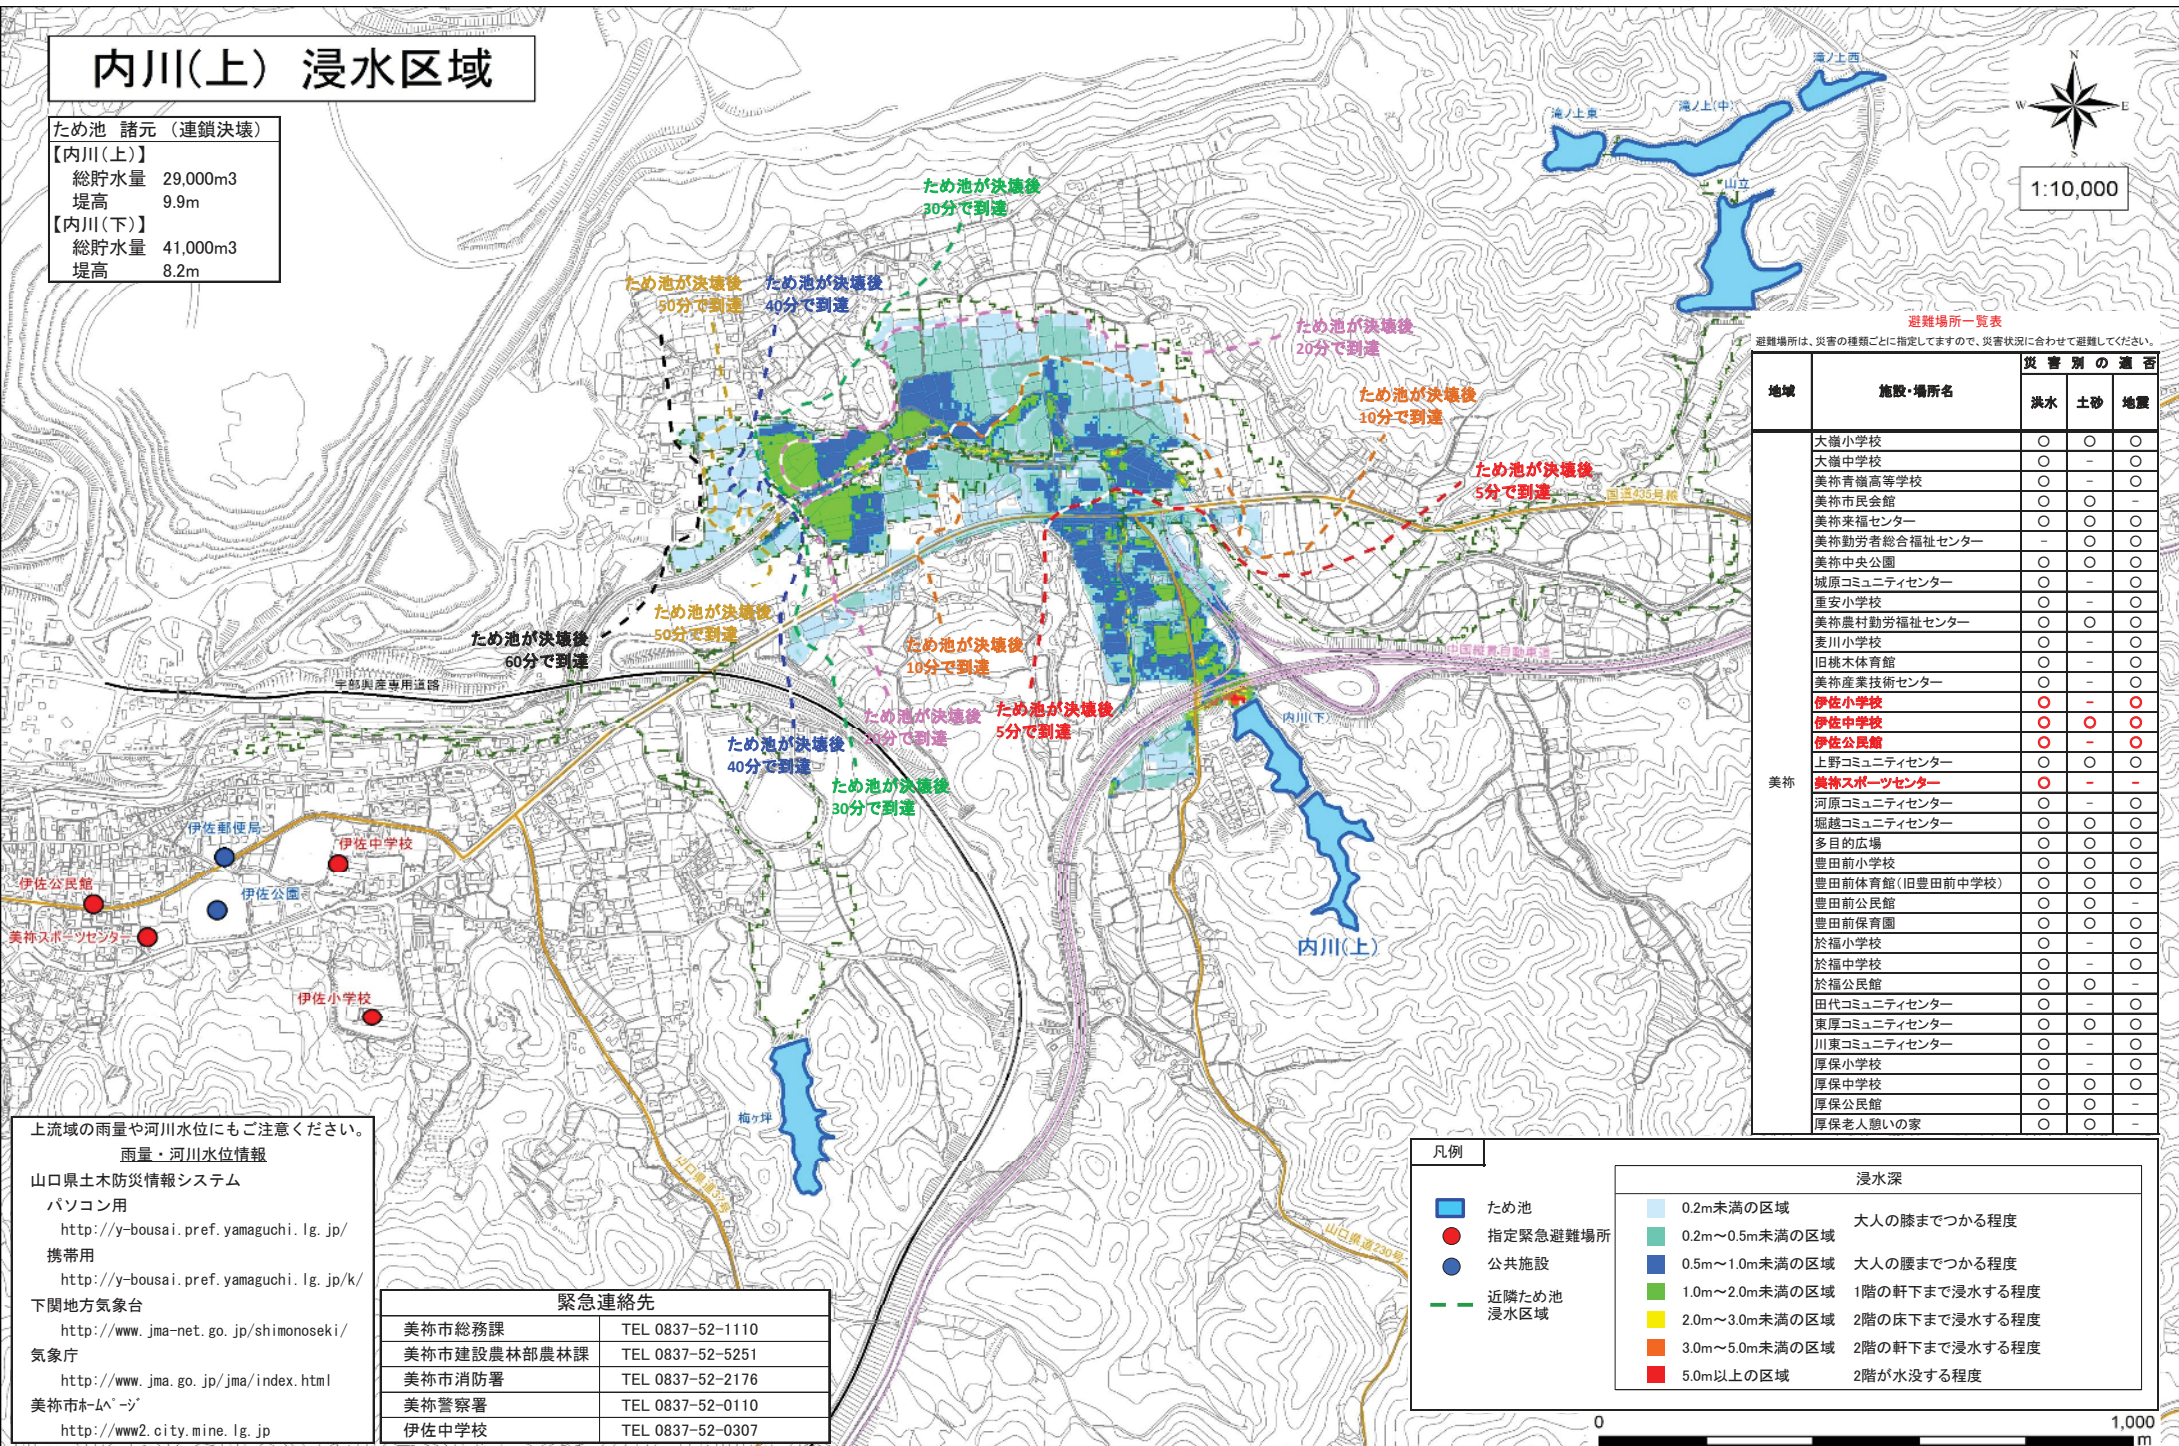 内川(上) 浸水区域
ため池 諸元 (連鎖決壊)
【内川(上)】
総貯水量 29,000m3
堤高 9.9m
【内川(下)】
総貯水量 41,000m3
堤高 8.2m
滝ノ上西
滝ノ上(中)
滝ノ上東
山立
N
W
E
S
1:10,000
ため池が決壊後
30分で到達
ため池が決壊後
50分で到達
ため池が決壊後
40分で到達
ため池が決壊後
20分で到達
ため池が決壊後
10分で到達
ため池が決壊後
5分で到達
国道435号線
ため池が決壊後
60分で到達
ため池が決壊後
50分で到達
ため池が決壊後
10分で到達
ため池が決壊後
5分で到達
ため池が決壊後
20分で到達
ため池が決壊後
40分で到達
ため池が決壊後
30分で到達
中国縦貫自動車道
宇部興産専用道路
内川(下)
内川(上)
伊佐郵便局
伊佐中学校
伊佐公民館
伊佐公園
美祢スポーツセンター
伊佐小学校
梅ヶ坪
山口県道37号
山口県道230号
避難場所一覧表
避難場所は、災害の種類ごとに指定してますので、災害状況に合わせて避難してください。
地域 施設・場所名 災害別の適否
洪水 土砂 地震
美祢
大嶺小学校 ○ ○ ○
大嶺中学校 ○ - ○
美祢青嶺高等学校 ○ - ○
美祢市民会館 ○ ○ -
美祢来福センター ○ ○ ○
美祢勤労者総合福祉センター - ○ ○
美祢中央公園 ○ ○ ○
城原コミュニティセンター ○ - ○
重安小学校 ○ - ○
美祢農村勤労福祉センター ○ ○ ○
麦川小学校 ○ - ○
旧桃木体育館 ○ - ○
美祢産業技術センター ○ - ○
伊佐小学校 ○ - ○
伊佐中学校 ○ ○ ○
伊佐公民館 ○ - ○
上野コミュニティセンター ○ ○ ○
美祢スポーツセンター ○ - -
河原コミュニティセンター ○ - ○
堀越コミュニティセンター ○ ○ ○
多目的広場 ○ ○ ○
豊田前小学校 ○ ○ ○
豊田前体育館(旧豊田前中学校) ○ ○ ○
豊田前公民館 ○ ○ -
豊田前保育園 ○ ○ ○
於福小学校 ○ - ○
於福中学校 ○ - ○
於福公民館 ○ ○ -
田代コミュニティセンター ○ - ○
東厚コミュニティセンター ○ ○ ○
川東コミュニティセンター ○ - ○
厚保小学校 ○ - ○
厚保中学校 ○ ○ ○
厚保公民館 ○ ○ -
厚保老人憩いの家 ○ ○ -
上流域の雨量や河川水位にもご注意ください。
雨量・河川水位情報
山口県土木防災情報システム
パソコン用
http://y-bousai.pref.yamaguchi.lg.jp/
携帯用
http://y-bousai.pref.yamaguchi.lg.jp/k/
下関地方気象台
http://www.jma-net.go.jp/shimonoseki/
気象庁
http://www.jma.go.jp/jma/index.html
美祢市ホームページ
http://www2.city.mine.lg.jp
緊急連絡先
美祢市総務課 TEL 0837-52-1110
美祢市建設農林部農林課 TEL 0837-52-5251
美祢市消防署 TEL 0837-52-2176
美祢警察署 TEL 0837-52-0110
伊佐中学校 TEL 0837-52-0307
凡例
ため池
指定緊急避難場所
公共施設
近隣ため池
浸水区域
浸水深
0.2m未満の区域
大人の膝までつかる程度
0.2m～0.5m未満の区域
0.5m～1.0m未満の区域 大人の腰までつかる程度
1.0m～2.0m未満の区域 1階の軒下まで浸水する程度
2.0m～3.0m未満の区域 2階の床下まで浸水する程度
3.0m～5.0m未満の区域 2階の軒下まで浸水する程度
5.0m以上の区域 2階が水没する程度
0 1,000
m